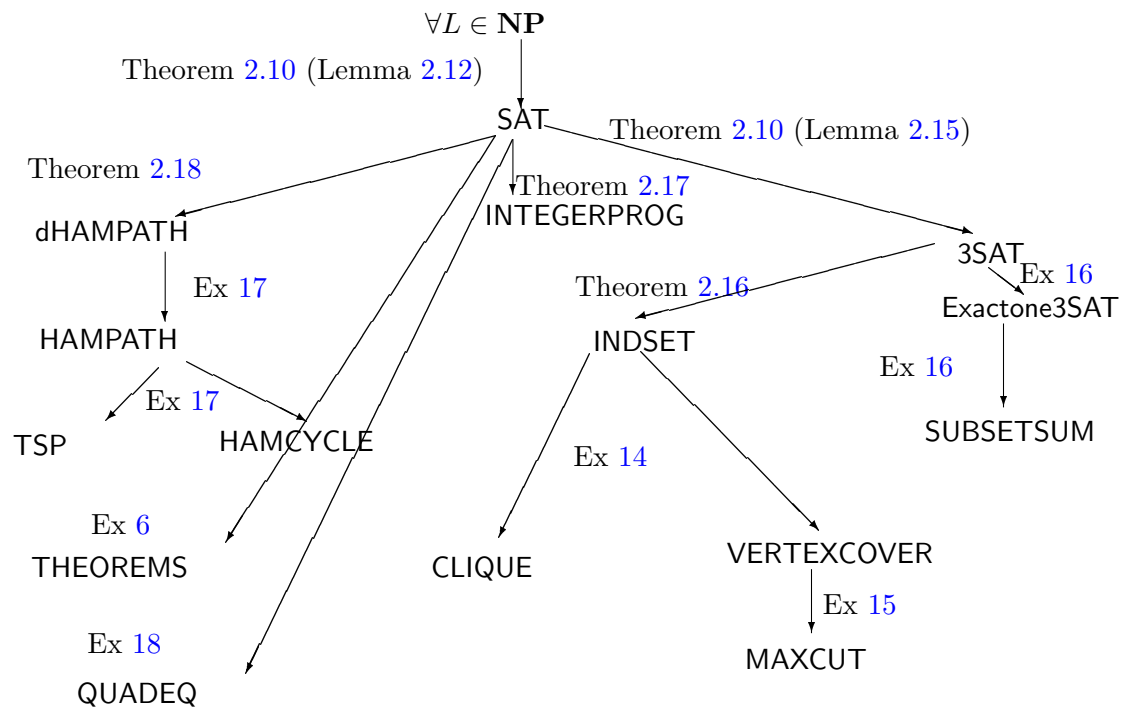 ∀L ∈ NP
Theorem 2.10 (Lemma 2.12)
SAT
Theorem 2.10 (Lemma 2.15)
Theorem 2.18
Theorem 2.17
INTEGERPROG
dHAMPATH
3SAT
Ex 16
Ex 17
Theorem 2.16
Exactone3SAT
HAMPATH
INDSET
Ex 16
Ex 17
TSP
HAMCYCLE
SUBSETSUM
Ex 14
Ex 6
THEOREMS
CLIQUE
VERTEXCOVER
Ex 15
Ex 18
MAXCUT
QUADEQ